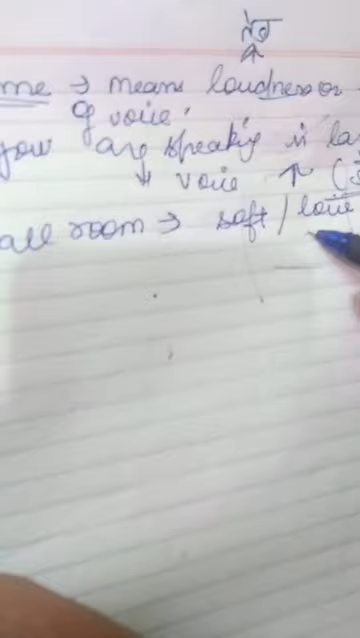 तेज
↑
me → means loudness or
of voice'
you are speaking in la
↓ voice ↑
all room → soft / low